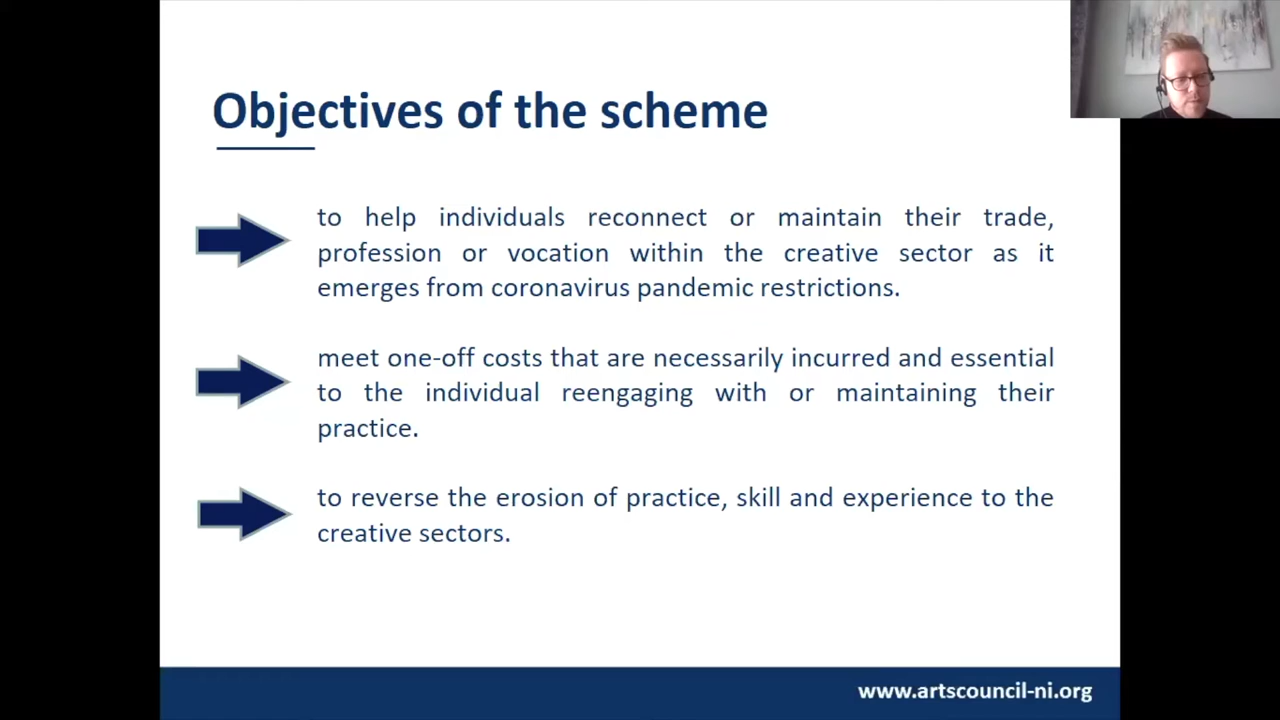 Objectives of the scheme
to help individuals reconnect or maintain their trade,
profession or vocation within the creative sector as it
emerges from coronavirus pandemic restrictions.
meet one-off costs that are necessarily incurred and essential
to the individual reengaging with or maintaining their
practice.
to reverse the erosion of practice, skill and experience to the
creative sectors.
www.artscouncil-ni.org